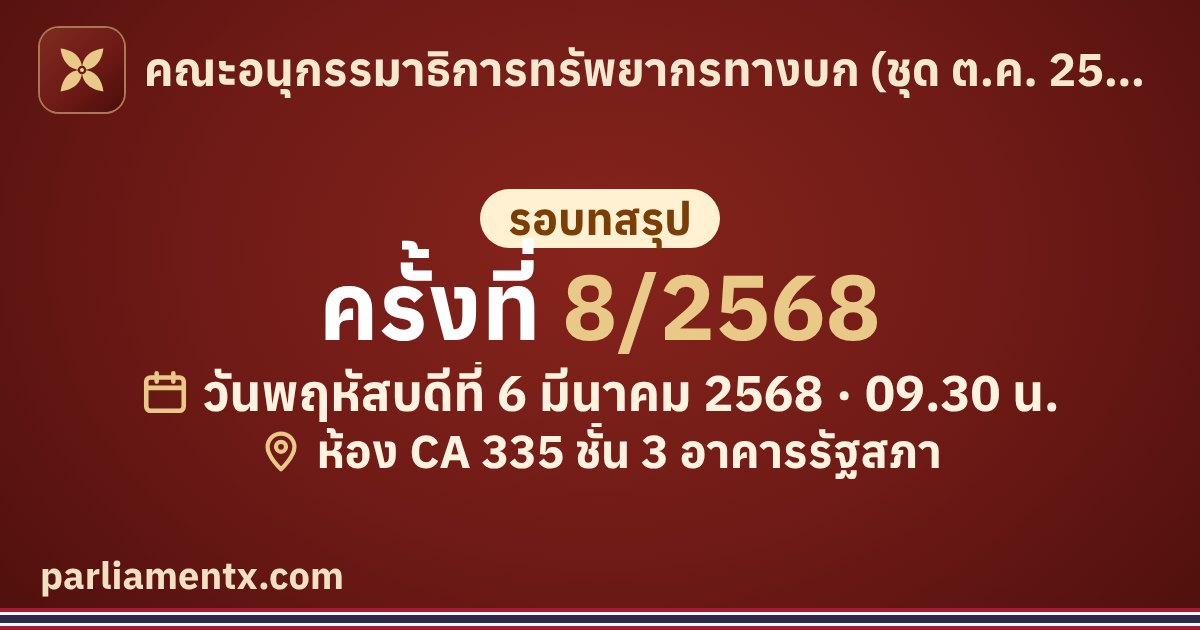 คณะอนุกรรมาธิการทรัพยากรทางบก (ชุด ต.ค. 25...
รอบทสรุป
ครั้งที่ 8/2568
วันพฤหัสบดีที่ 6 มีนาคม 2568 · 09.30 น.
ห้อง CA 335 ชั้น 3 อาคารรัฐสภา
parliamentx.com